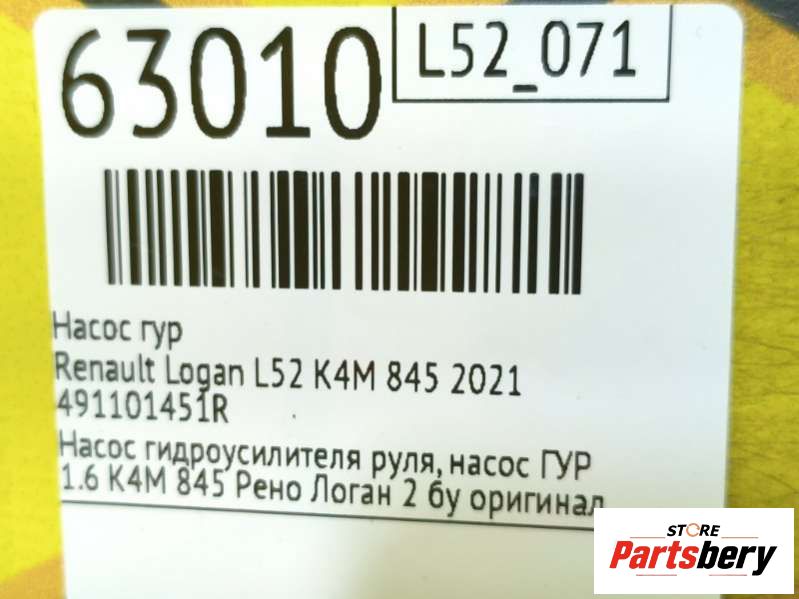 63010
L52_071
Насос гур
Renault Logan L52 K4M 845 2021
491101451R
Насос гидроусилителя руля, насос ГУР
1.6 K4M 845 Рено Логан 2 бу оригинал
STORE
Partsbery